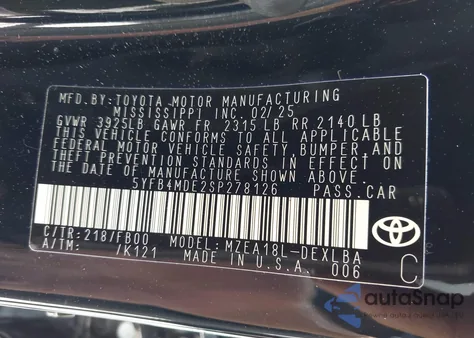 MFD. BY: TOYOTA MOTOR MANUFACTURING
MISSISSIPPI INC. 02/25
GVWR 3925LB GAWR FR 2315 LB RR 2140 LB
THIS VEHICLE CONFORMS TO ALL APPLICABLE
FEDERAL MOTOR VEHICLE SAFETY, BUMPER, AND
THEFT PREVENTION STANDARDS IN EFFECT ON
THE DATE OF MANUFACTURE SHOWN ABOVE.
5YFB4MDE2SP278126 PASS.CAR
C/TR: 218/FB00 MODEL: MZEA18L-DEXLBA
A/TM: /K121 MADE IN U.S.A. 006
C
autoSnap